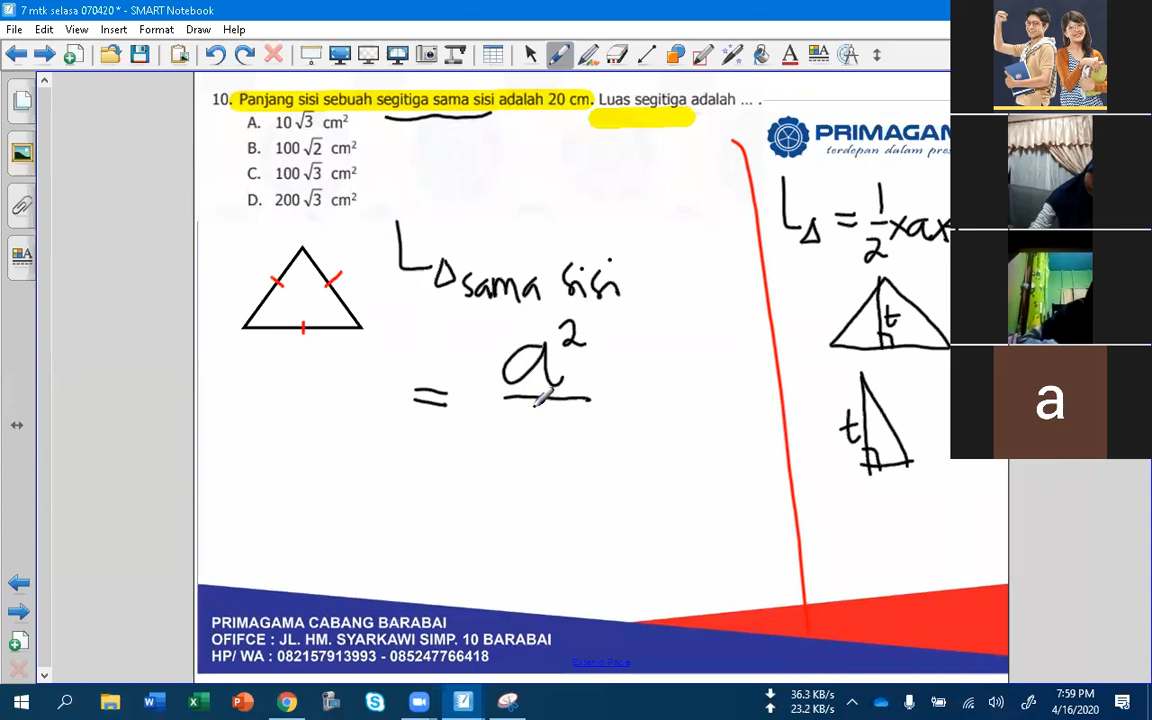 7 mtk selasa 070420 * - SMART Notebook
File Edit View Insert Format Draw Help
10. Panjang sisi sebuah segitiga sama sisi adalah 20 cm. Luas segitiga adalah ... .
A. 10 √3 cm²
B. 100 √2 cm²
C. 100 √3 cm²
D. 200 √3 cm²
PRIMAGAMA
terdepan dalam pres
L△ sama sisi
= a²
L△ = 1/2 x a x
t
t
a
PRIMAGAMA CABANG BARABAI
OFIFCE : JL. HM. SYARKAWI SIMP. 10 BARABAI
HP/ WA : 082157913993 - 085247766418
Extend Page
36.3 KB/s
23.2 KB/s
7:59 PM
4/16/2020